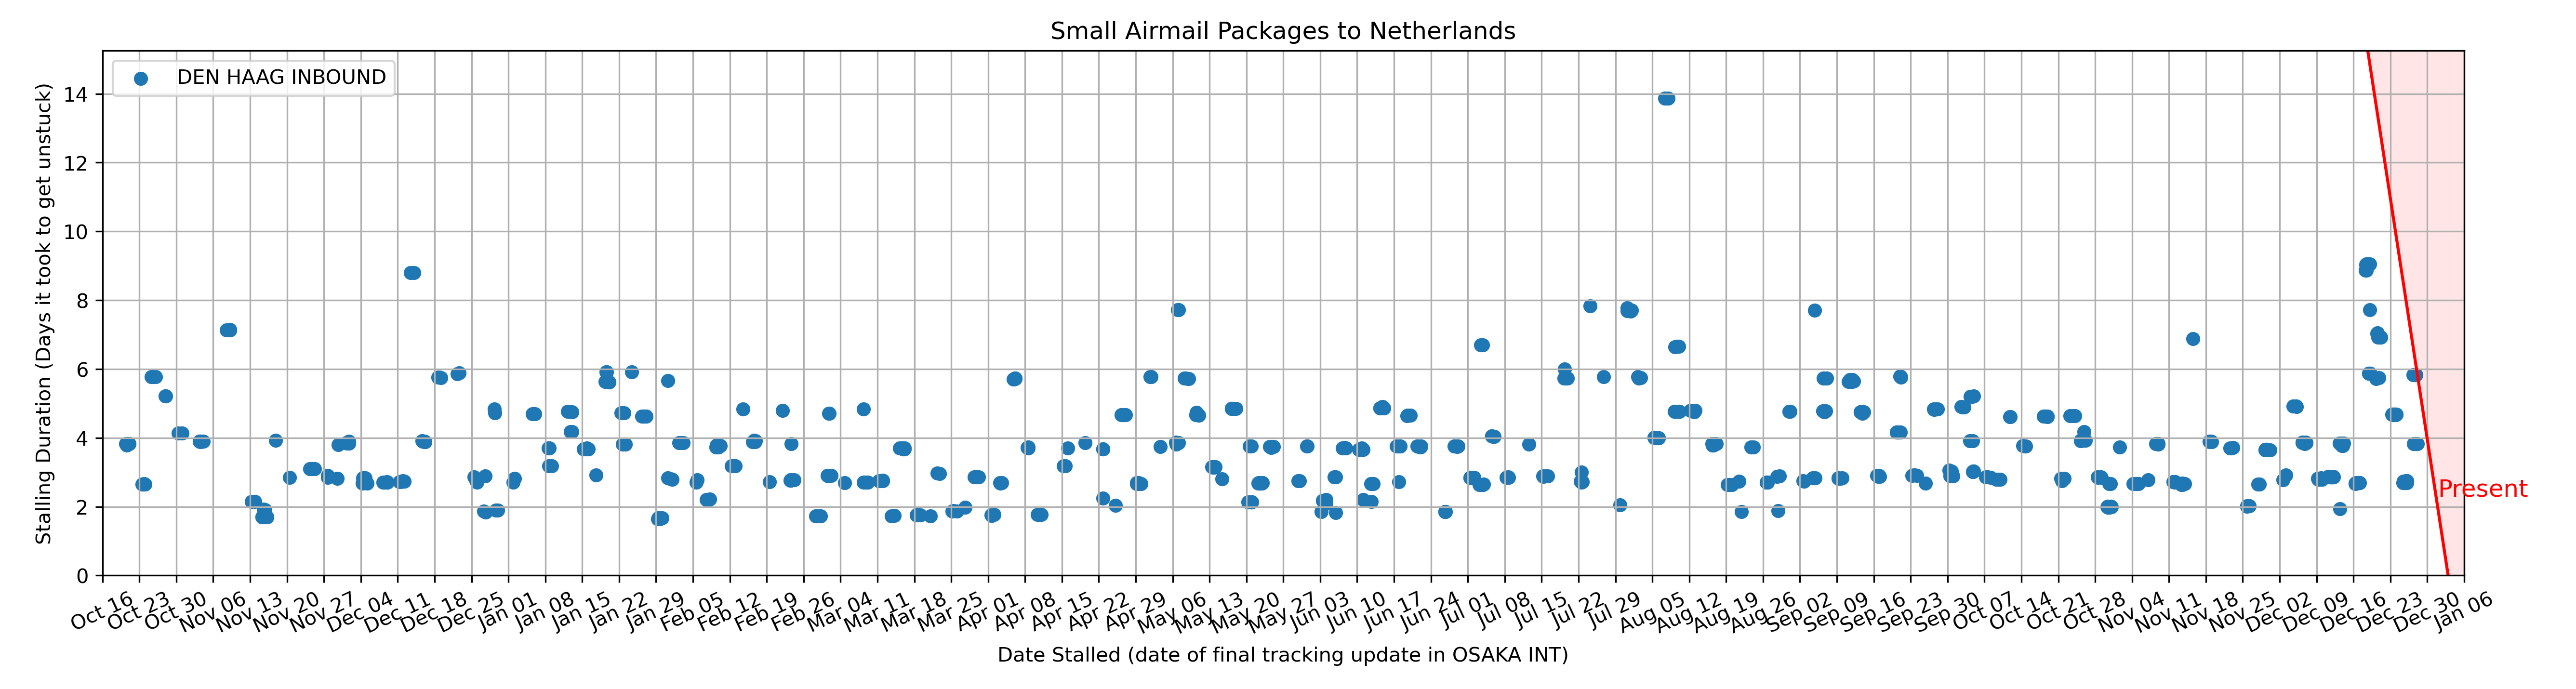 Small Airmail Packages to Netherlands
DEN HAAG INBOUND
Stalling Duration (Days it took to get unstuck)
14
12
10
8
6
4
2
0
Present
Oct 16 Oct 23 Oct 30 Nov 06 Nov 13 Nov 20 Nov 27 Dec 04 Dec 11 Dec 18 Dec 25 Jan 01 Jan 08 Jan 15 Jan 22 Jan 29 Feb 05 Feb 12 Feb 19 Feb 26 Mar 04 Mar 11 Mar 18 Mar 25 Apr 01 Apr 08 Apr 15 Apr 22 Apr 29 May 06 May 13 May 20 May 27 Jun 03 Jun 10 Jun 17 Jun 24 Jul 01 Jul 08 Jul 15 Jul 22 Jul 29 Aug 05 Aug 12 Aug 19 Aug 26 Sep 02 Sep 09 Sep 16 Sep 23 Sep 30 Oct 07 Oct 14 Oct 21 Oct 28 Nov 04 Nov 11 Nov 18 Nov 25 Dec 02 Dec 09 Dec 16 Dec 23 Dec 30 Jan 06
Date Stalled (date of final tracking update in OSAKA INT)